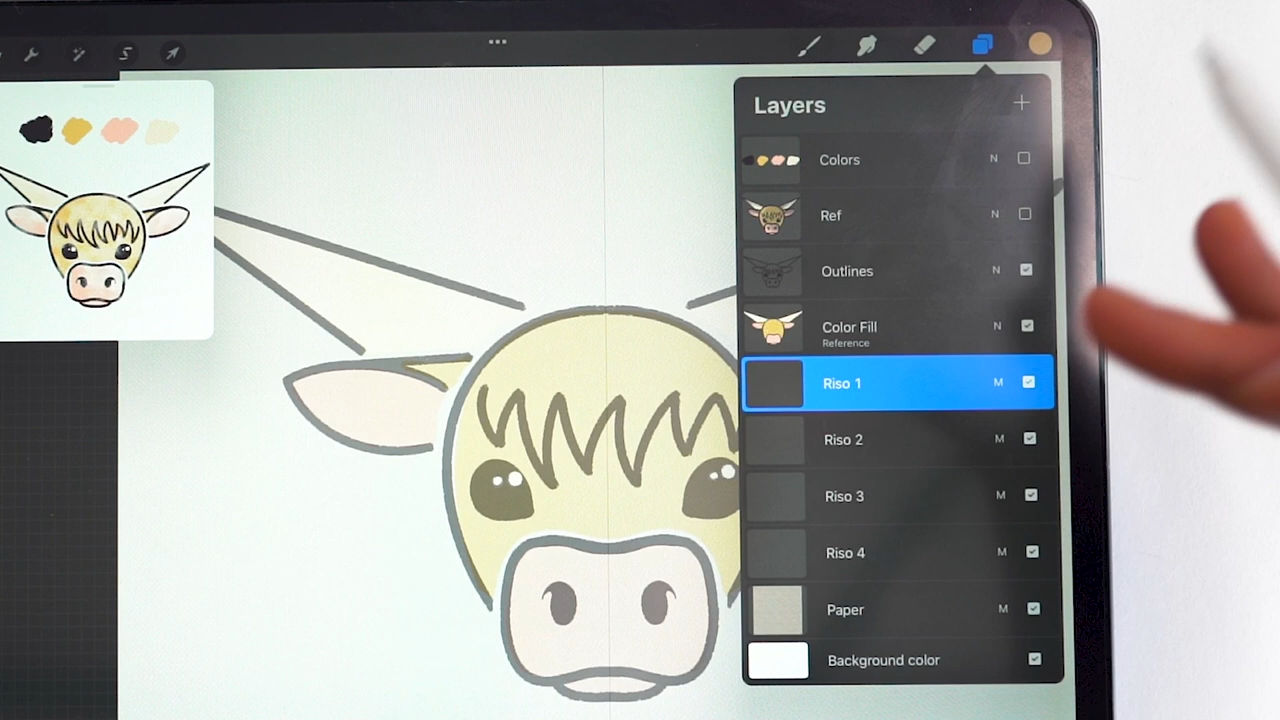 Layers
Colors N
Ref N
Outlines N
Color Fill N
Reference
Riso 1 M
Riso 2 M
Riso 3 M
Riso 4 M
Paper M
Background color